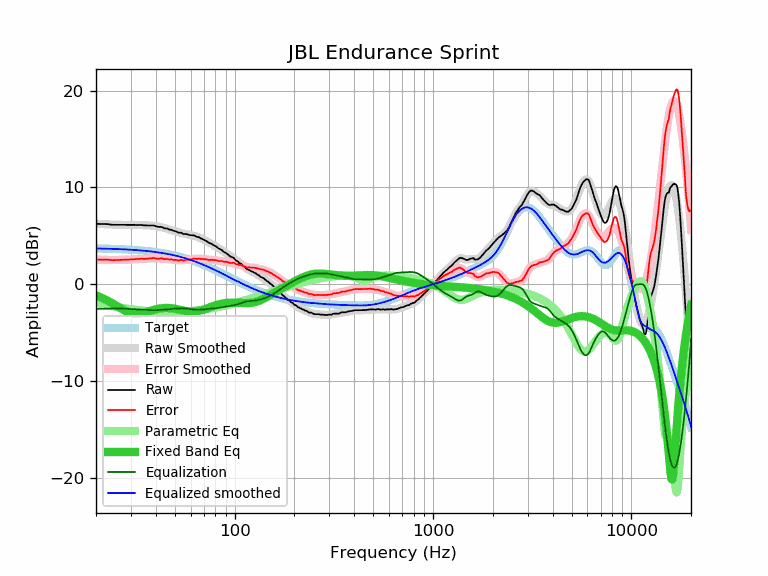 JBL Endurance Sprint
Amplitude (dBr)
20
10
0
−10
−20
Target
Raw Smoothed
Error Smoothed
Raw
Error
Parametric Eq
Fixed Band Eq
Equalization
Equalized smoothed
100
1000
10000
Frequency (Hz)